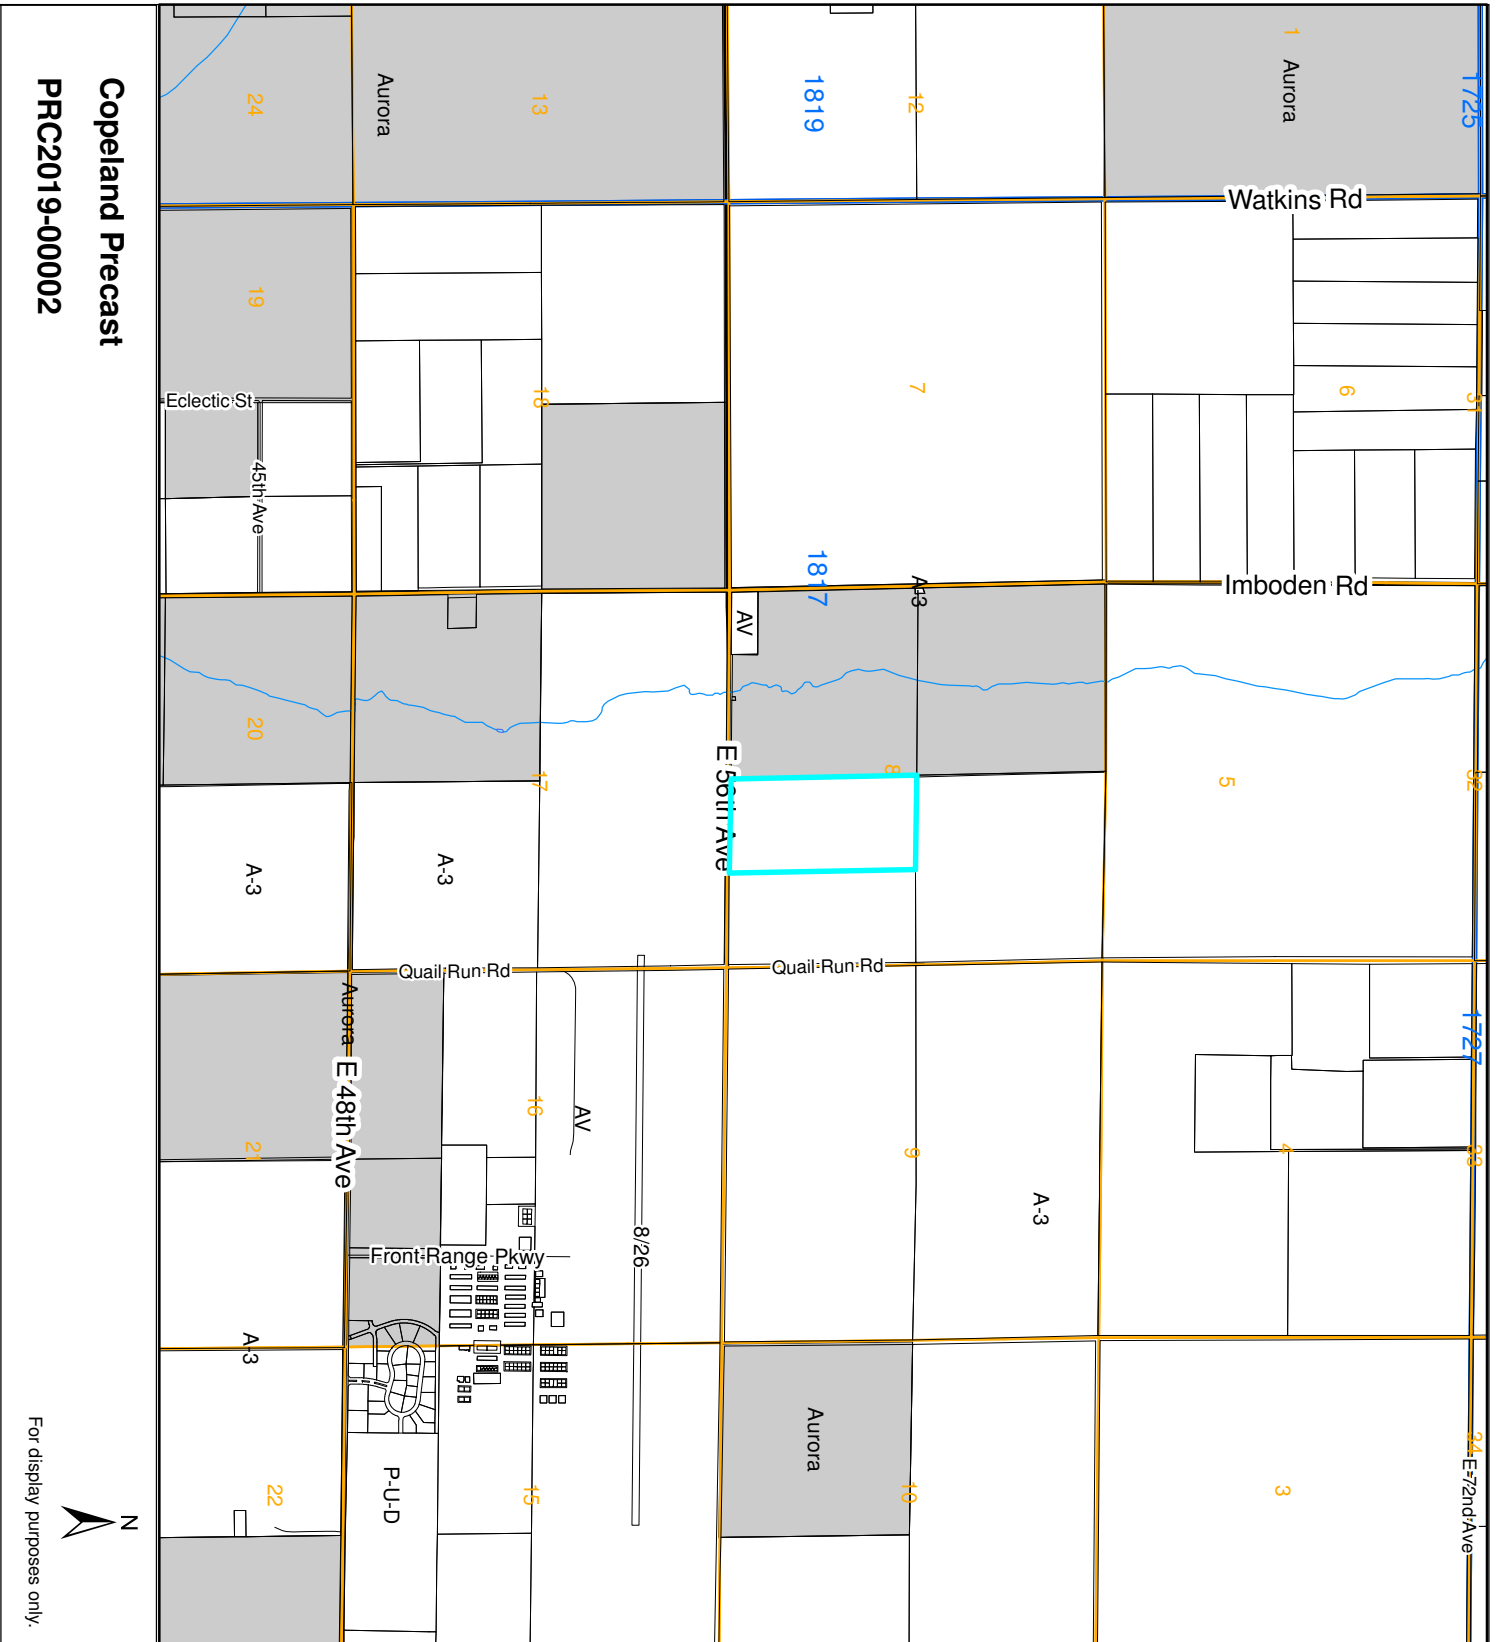 1725
Aurora
1
12
1819
13
Aurora
24
Watkins Rd
31
6
7
18
19
Eclectic St
45th Ave
Imboden Rd
A-3
1817
AV
32
5
8
E 56th Ave
17
20
A-3
A-3
Quail Run Rd
Quail Run Rd
1727
33
4
A-3
9
8/26
AV
16
Aurora
E 48th Ave
21
Front Range Pkwy
34
E 72nd Ave
3
10
Aurora
15
P-U-D
A-3
22
Copeland Precast
PRC2019-00002
N
For display purposes only.